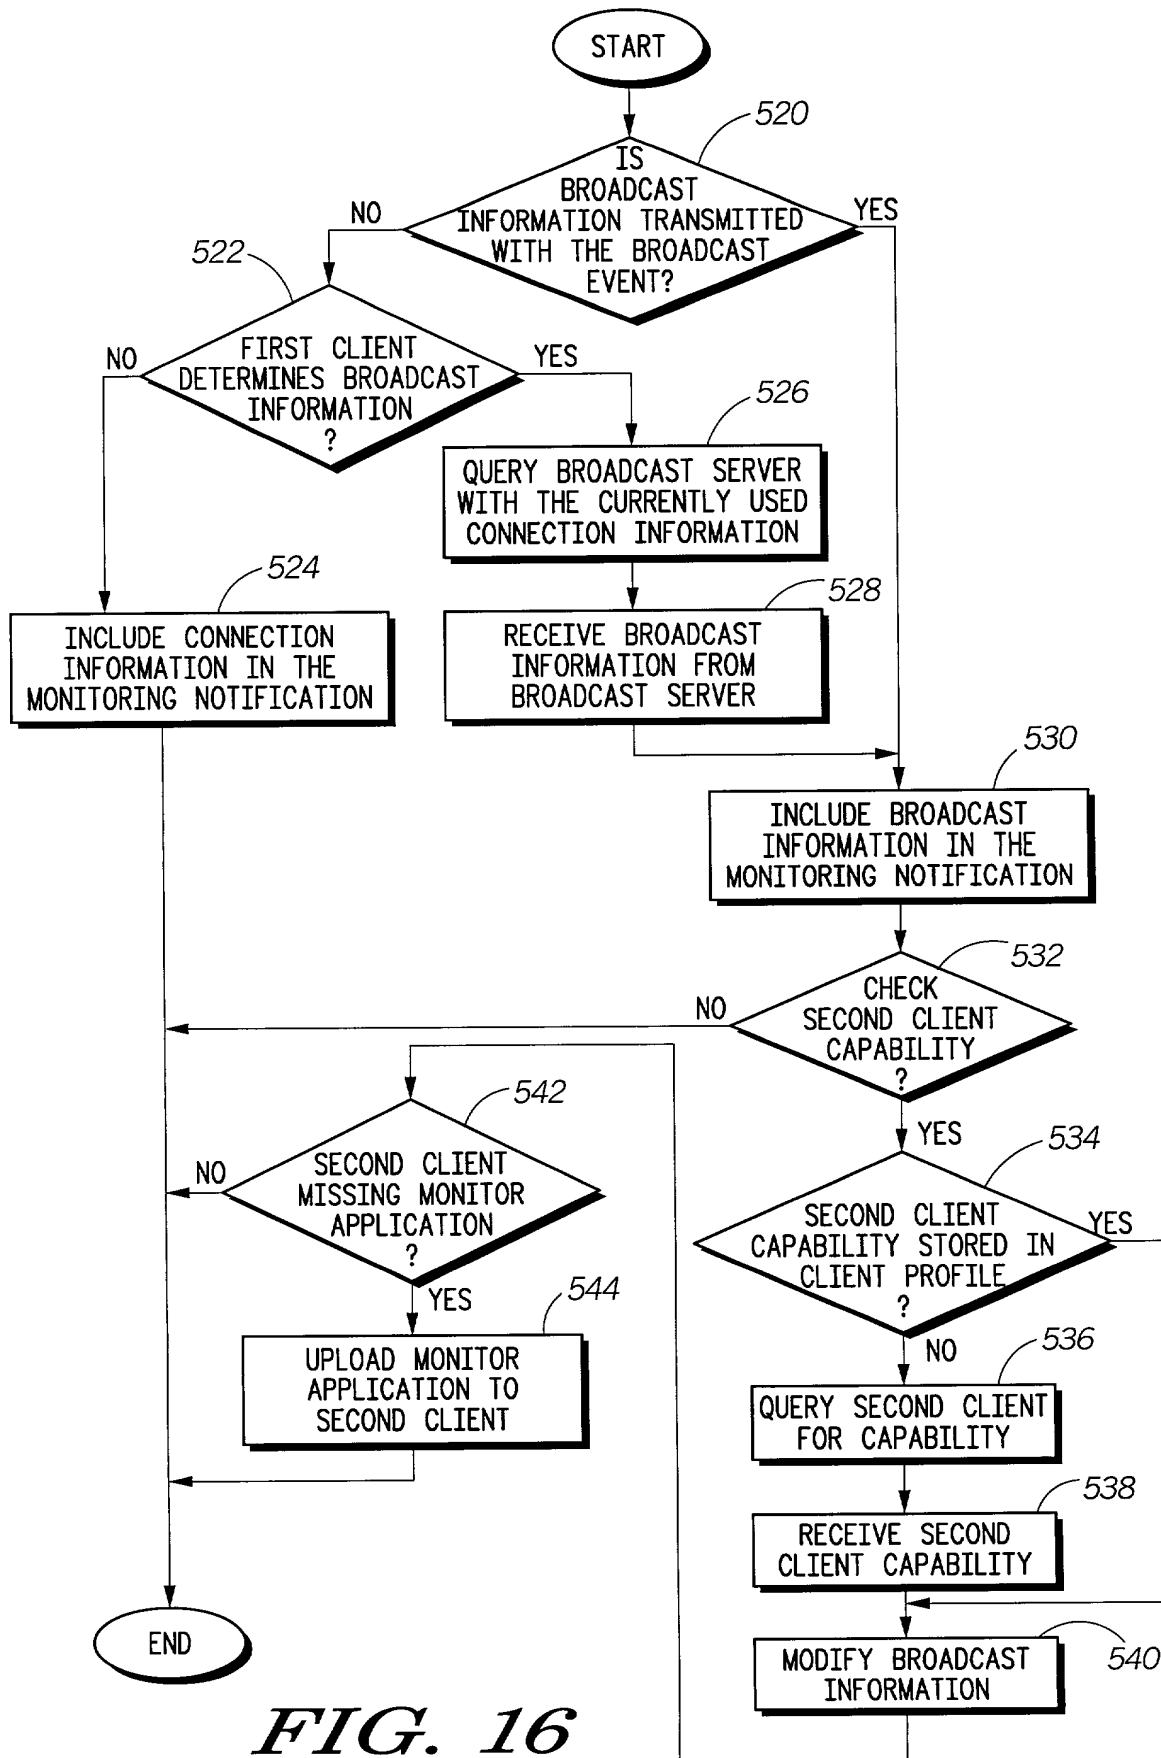 START
520
IS
BROADCAST
INFORMATION TRANSMITTED
WITH THE BROADCAST
EVENT?
NO
YES
522
FIRST CLIENT
DETERMINES BROADCAST
INFORMATION
?
NO
YES
526
QUERY BROADCAST SERVER
WITH THE CURRENTLY USED
CONNECTION INFORMATION
524
INCLUDE CONNECTION
INFORMATION IN THE
MONITORING NOTIFICATION
528
RECEIVE BROADCAST
INFORMATION FROM
BROADCAST SERVER
530
INCLUDE BROADCAST
INFORMATION IN THE
MONITORING NOTIFICATION
532
CHECK
SECOND CLIENT
CAPABILITY
?
NO
YES
542
SECOND CLIENT
MISSING MONITOR
APPLICATION
?
NO
YES
534
SECOND CLIENT
CAPABILITY STORED IN
CLIENT PROFILE
?
YES
NO
544
UPLOAD MONITOR
APPLICATION TO
SECOND CLIENT
536
QUERY SECOND CLIENT
FOR CAPABILITY
538
RECEIVE SECOND
CLIENT CAPABILITY
540
MODIFY BROADCAST
INFORMATION
END
FIG. 16